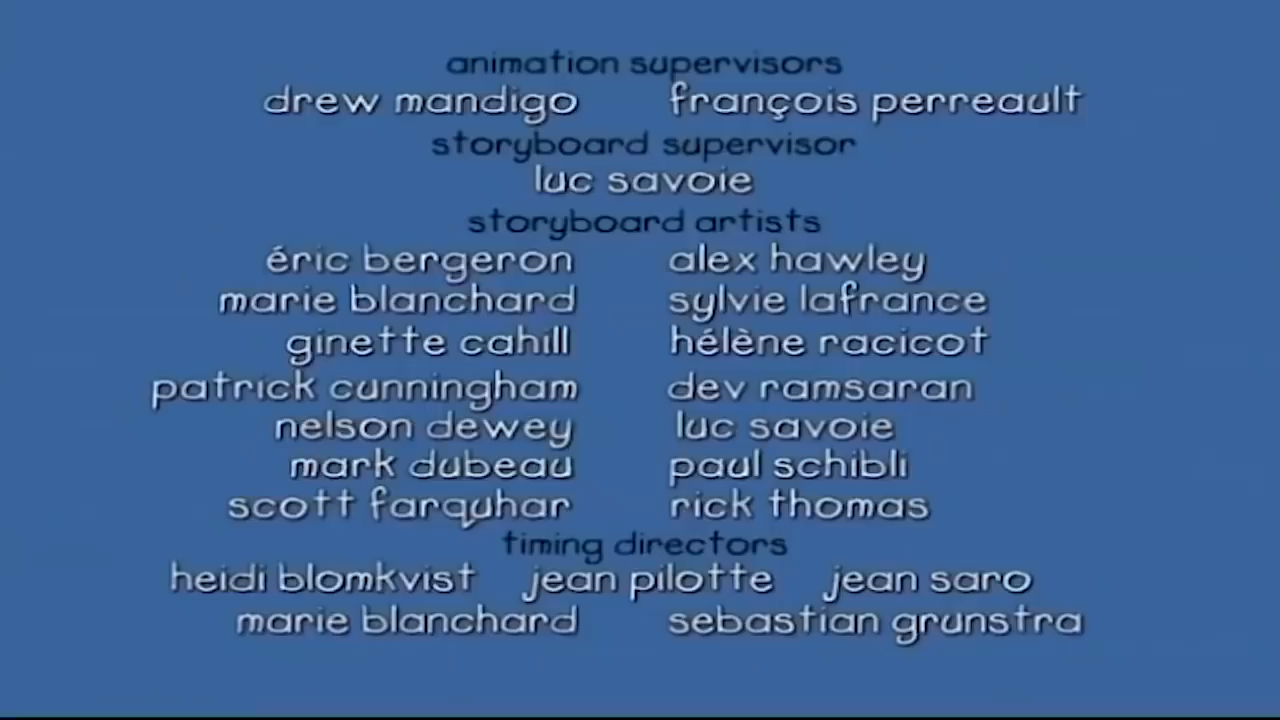 animation supervisors
drew mandigo françois perreault
storyboard supervisor
luc savoie
storyboard artists
éric bergeron alex hawley
marie blanchard sylvie lafrance
ginette cahill hélène racicot
patrick cunningham dev ramsaran
nelson dewey luc savoie
mark dubeau paul schibli
scott farquhar rick thomas
timing directors
heidi blomkvist jean pilotte jean saro
marie blanchard sebastian grunstra